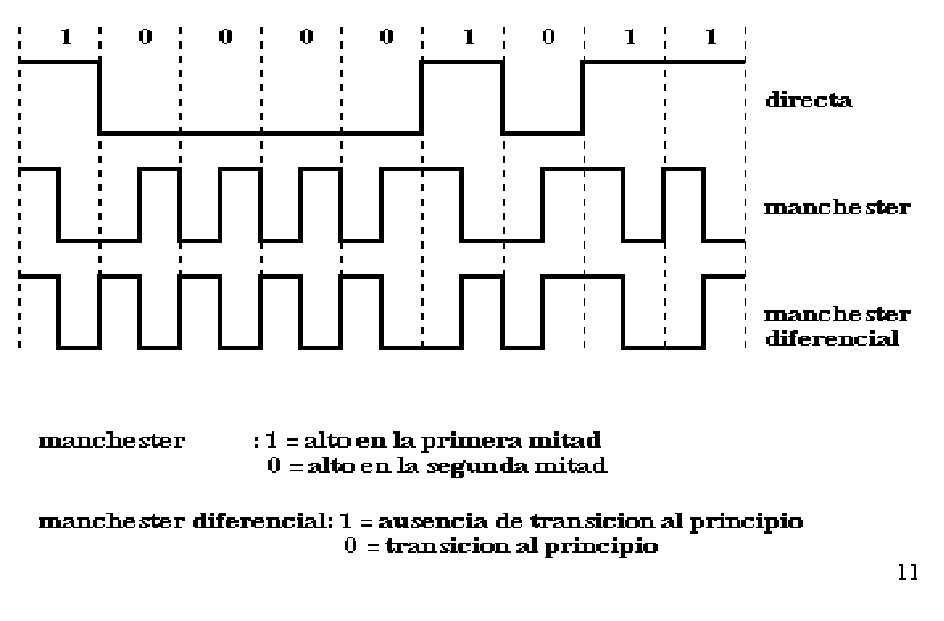 1 0 0 0 0 1 0 1 1
directa
manchester
manchester
diferencial
manchester : 1 = alto en la primera mitad
0 = alto en la segunda mitad
manchester diferencial: 1 = ausencia de transicion al principio
0 = transicion al principio
11